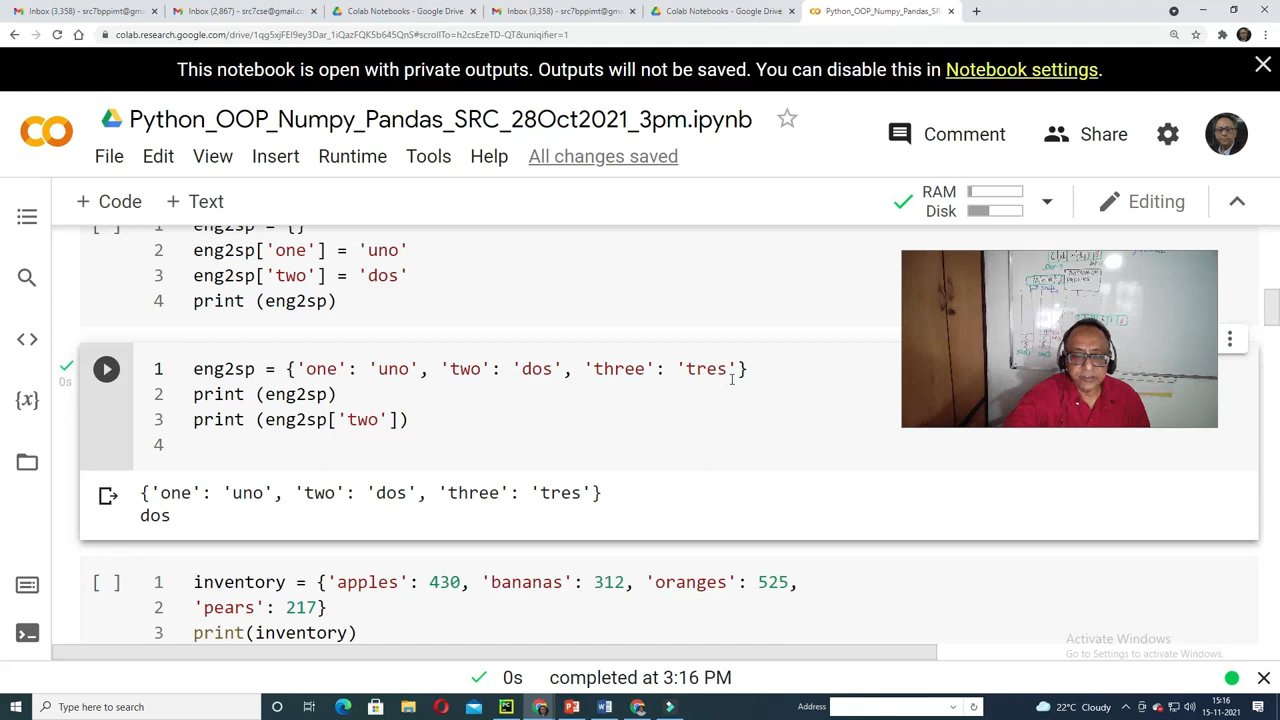 Inbox (3,358) - src7bppimt@gm
Inbox (2,867) - src7cse@gmail.co
Colab Notebooks - Google Drive
Inbox (3,358) - src7bppimt@gm
Colab Notebooks - Google Drive
Python_OOP_Numpy_Pandas_SR
colab.research.google.com/drive/1qg5xjFEI9ey3Dar_1iQazFQK5b645QnS#scrollTo=h2csEzeTD-QT&uniqifier=1
This notebook is open with private outputs. Outputs will not be saved. You can disable this in Notebook settings.
Python_OOP_Numpy_Pandas_SRC_28Oct2021_3pm.ipynb
Comment
Share
File Edit View Insert Runtime Tools Help All changes saved
+ Code + Text
RAM
Disk
Editing
[ ] 1 eng2sp = {}
2 eng2sp['one'] = 'uno'
3 eng2sp['two'] = 'dos'
4 print (eng2sp)
0s
1 eng2sp = {'one': 'uno', 'two': 'dos', 'three': 'tres'}
2 print (eng2sp)
3 print (eng2sp['two'])
4
{'one': 'uno', 'two': 'dos', 'three': 'tres'}
dos
[ ] 1 inventory = {'apples': 430, 'bananas': 312, 'oranges': 525,
2 'pears': 217}
3 print(inventory)
Activate Windows
Go to Settings to activate Windows.
0s completed at 3:16 PM
Type here to search
Address
22°C Cloudy
ENG
15:16
15-11-2021